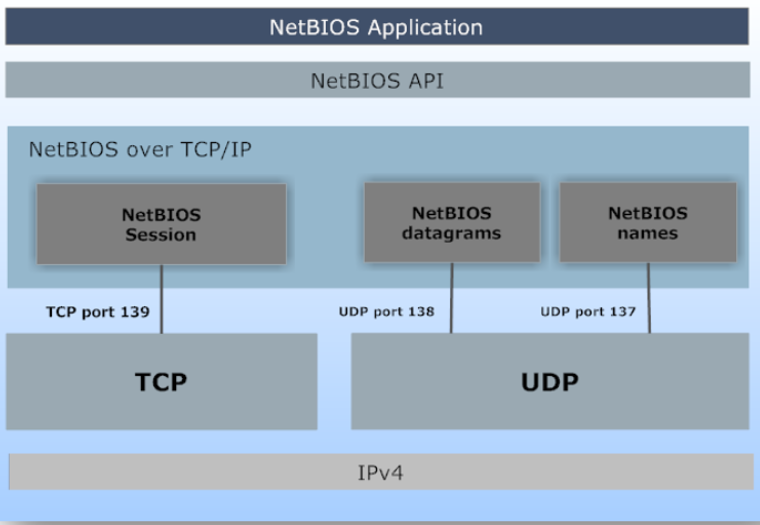 NetBIOS Application
NetBIOS API
NetBIOS over TCP/IP
NetBIOS
Session
NetBIOS
datagrams
NetBIOS
names
TCP port 139
UDP port 138
UDP port 137
TCP
UDP
IPv4